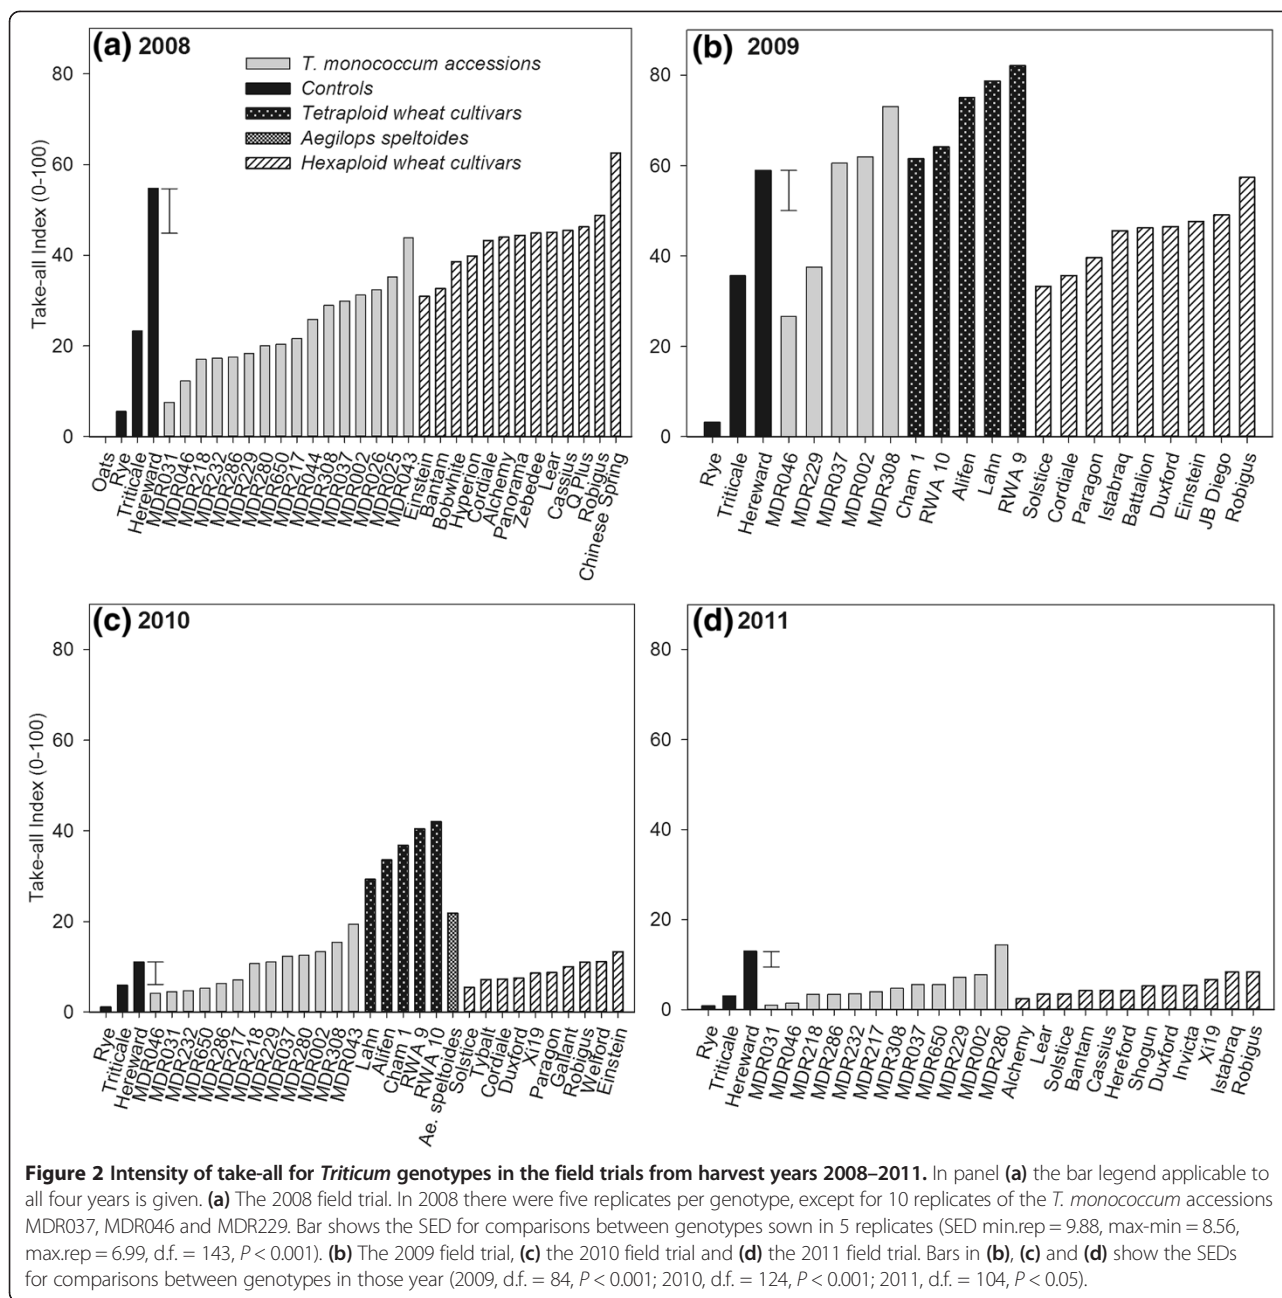 (a) 2008
T. monococcum accessions
Controls
Tetraploid wheat cultivars
Aegilops speltoides
Hexaploid wheat cultivars
Take-all Index (0-100)
80
60
40
20
0
Oats
Rye
Triticale
Hereward
MDR031
MDR046
MDR218
MDR232
MDR286
MDR229
MDR280
MDR650
MDR217
MDR044
MDR308
MDR037
MDR002
MDR026
MDR025
MDR043
Einstein
Bantam
Bobwhite
Hyperion
Cordiale
Alchemy
Panorama
Zebedee
Lear
Cassius
QPlus
Robigus
Chinese Spring
(b) 2009
80
60
40
20
0
Rye
Triticale
Hereward
MDR046
MDR229
MDR037
MDR002
MDR308
Cham 1
RWA 10
Alifen
Lahn
RWA 9
Solstice
Cordiale
Paragon
Istabraq
Battalion
Duxford
Einstein
JB Diego
Robigus
(c) 2010
Take-all Index (0-100)
80
60
40
20
0
Rye
Triticale
Hereward
MDR046
MDR031
MDR232
MDR650
MDR286
MDR217
MDR218
MDR229
MDR037
MDR280
MDR002
MDR308
MDR043
Lahn
Alifen
Cham 1
RWA 9
RWA 10
Ae. speltoides
Solstice
Tybalt
Cordiale
Duxford
Xi19
Paragon
Gallant
Robigus
Welford
Einstein
(d) 2011
80
60
40
20
0
Rye
Triticale
Hereward
MDR031
MDR046
MDR218
MDR286
MDR232
MDR217
MDR308
MDR037
MDR650
MDR229
MDR002
MDR280
Alchemy
Lear
Solstice
Bantam
Cassius
Hereford
Shogun
Duxford
Invicta
Xi19
Istabraq
Robigus
Figure 2 Intensity of take-all for Triticum genotypes in the field trials from harvest years 2008–2011. In panel (a) the bar legend applicable to
all four years is given. (a) The 2008 field trial. In 2008 there were five replicates per genotype, except for 10 replicates of the T. monococcum accessions
MDR037, MDR046 and MDR229. Bar shows the SED for comparisons between genotypes sown in 5 replicates (SED min.rep = 9.88, max-min = 8.56,
max.rep = 6.99, d.f. = 143, P < 0.001). (b) The 2009 field trial, (c) the 2010 field trial and (d) the 2011 field trial. Bars in (b), (c) and (d) show the SEDs
for comparisons between genotypes in those year (2009, d.f. = 84, P < 0.001; 2010, d.f. = 124, P < 0.001; 2011, d.f. = 104, P < 0.05).